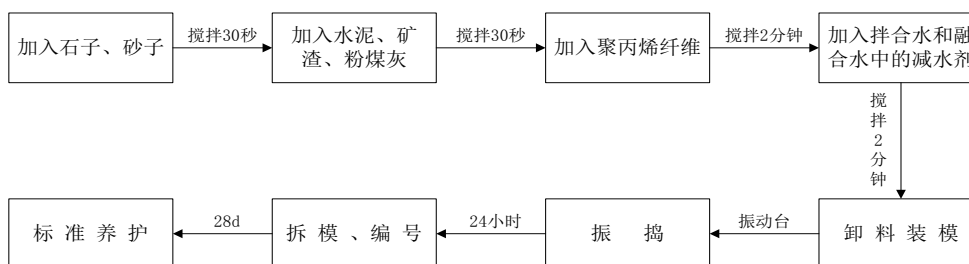 加入石子、砂子
搅拌30秒
加入水泥、矿
渣、粉煤灰
搅拌30秒
加入聚丙烯纤维
搅拌2分钟
加入拌合水和融
合水中的减水剂
搅拌2分钟
卸料装模
振动台
振捣
24小时
拆模、编号
28d
标准养护